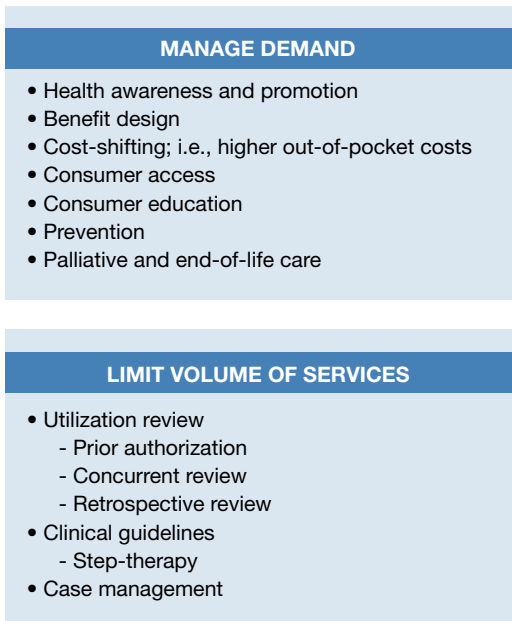 MANAGE DEMAND
• Health awareness and promotion
• Benefit design
• Cost-shifting; i.e., higher out-of-pocket costs
• Consumer access
• Consumer education
• Prevention
• Palliative and end-of-life care
LIMIT VOLUME OF SERVICES
• Utilization review
- Prior authorization
- Concurrent review
- Retrospective review
• Clinical guidelines
- Step-therapy
• Case management